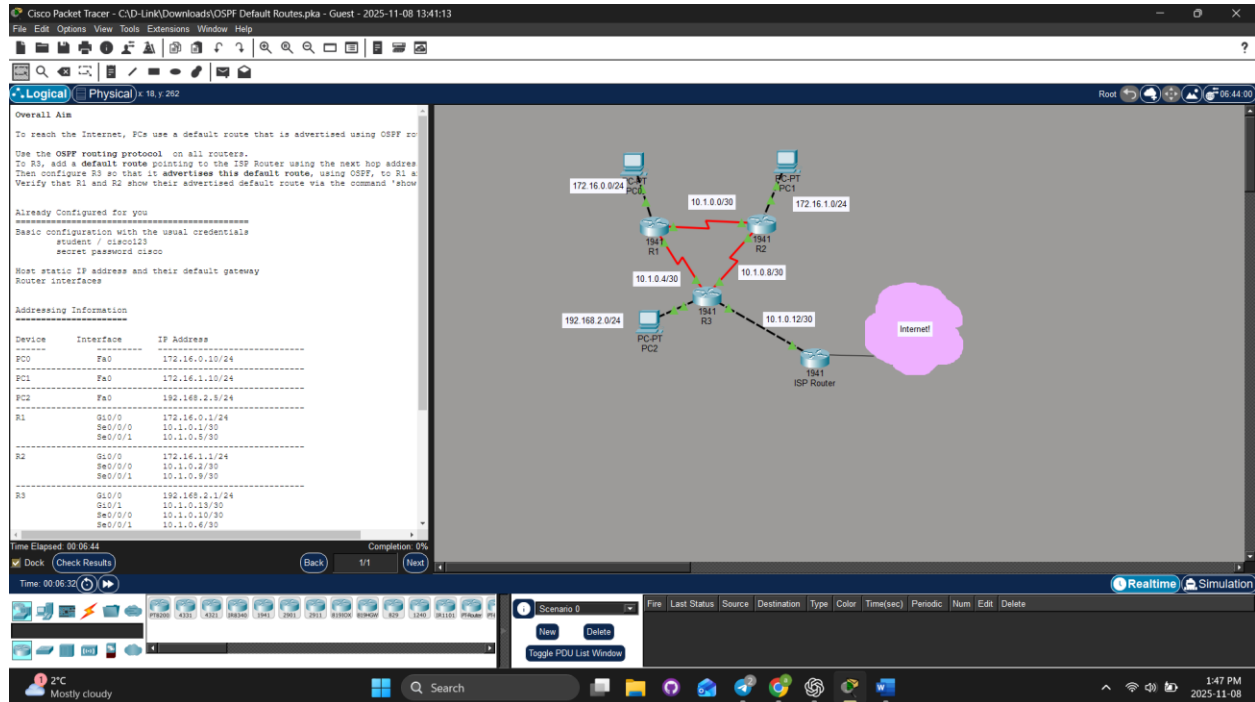 Cisco Packet Tracer - C:\D-Link\Downloads\OSPF Default Routes.pka - Guest - 2025-11-08 13:41:13
File Edit Options View Tools Extensions Window Help
?
Logical
Physical
x: 18, y: 262
Root
06:44:00
Overall Aim
To reach the Internet, PCs use a default route that is advertised using OSPF ro
Use the OSPF routing protocol on all routers.
To R3, add a default route pointing to the ISP Router using the next hop addres
Then configure R3 so that it advertises this default route, using OSPF, to R1 a
Verify that R1 and R2 show their advertised default route via the command 'show
Already Configured for you
==========================================
Basic configuration with the usual credentials
student / cisco123
secret password cisco
Host static IP address and their default gateway
Router interfaces
Addressing Information
======================
Device Interface IP Address
PC0 Fa0 172.16.0.10/24
PC1 Fa0 172.16.1.10/24
PC2 Fa0 192.168.2.5/24
R1 Gi0/0 172.16.0.1/24
Se0/0/0 10.1.0.1/30
Se0/0/1 10.1.0.5/30
R2 Gi0/0 172.16.1.1/24
Se0/0/0 10.1.0.2/30
Se0/0/1 10.1.0.9/30
R3 Gi0/0 192.168.2.1/24
Gi0/1 10.1.0.13/30
Se0/0/0 10.1.0.10/30
Se0/0/1 10.1.0.6/30
Time Elapsed: 00:06:44
Completion: 0%
Dock
Check Results
Back
1/1
Next
172.16.0.0/24
PC-PT
PC1
10.1.0.0/30
172.16.1.0/24
1941
R1
1941
R2
10.1.0.4/30
10.1.0.8/30
1941
R3
192.168.2.0/24
PC-PT
PC2
10.1.0.12/30
Internet!
1941
ISP Router
Time: 00:06:32
Realtime
Simulation
PT8200 4331 4321 IR8340 1941 2901 2911 819IOX 819HGW 829 1240 IR1101 PT-Router
Scenario 0
New
Delete
Toggle PDU List Window
Fire Last Status Source Destination Type Color Time(sec) Periodic Num Edit Delete
1
2°C
Mostly cloudy
Search
2
1:47 PM
2025-11-08